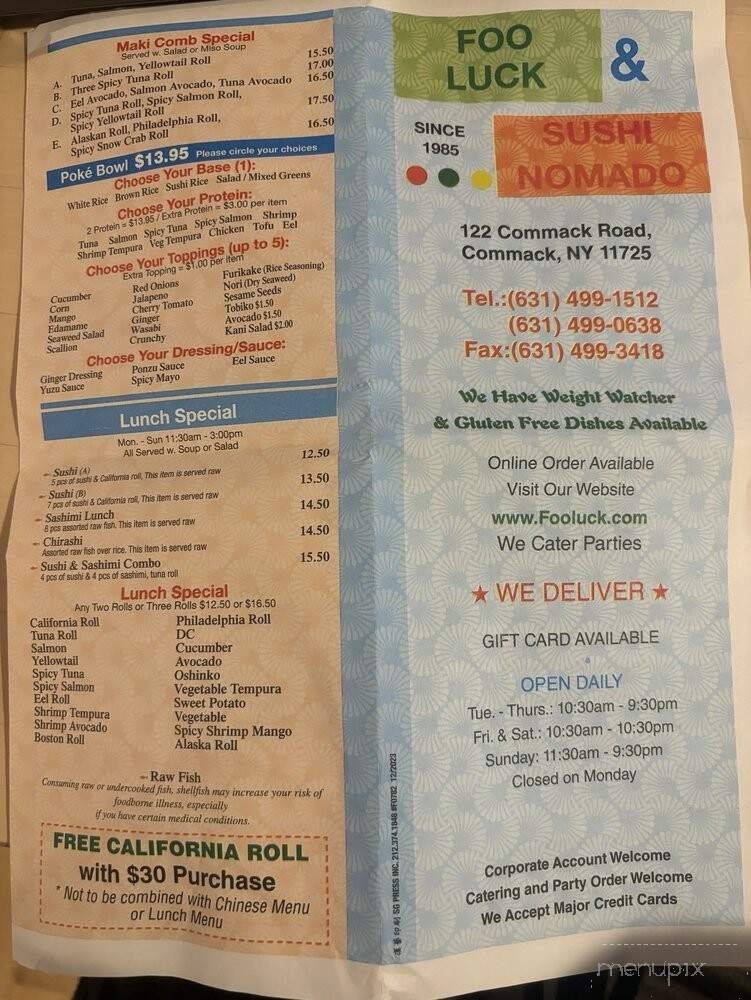 Maki Comb Special
Served w. Salad or Miso Soup
A. Tuna, Salmon, Yellowtail Roll 15.50
B. Three Spicy Tuna Roll 17.00
C. Eel Avocado, Salmon Avocado, Tuna Avocado 16.50
D. Spicy Tuna Roll, Spicy Salmon Roll,
Spicy Yellowtail Roll 17.50
E. Alaskan Roll, Philadelphia Roll,
Spicy Snow Crab Roll 16.50
Poké Bowl $13.95 Please circle your choices
Choose Your Base (1):
White Rice Brown Rice Sushi Rice Salad / Mixed Greens
Choose Your Protein:
2 Protein = $13.95 / Extra Protein = $3.00 per item
Tuna Salmon Spicy Tuna Spicy Salmon Shrimp
Shrimp Tempura Veg Tempura Chicken Tofu Eel
Choose Your Toppings (up to 5):
Extra Topping = $1.00 per item
Cucumber Red Onions Furikake (Rice Seasoning)
Corn Jalapeno Nori (Dry Seaweed)
Mango Cherry Tomato Sesame Seeds
Edamame Ginger Tobiko $1.50
Seaweed Salad Wasabi Avocado $1.50
Scallion Crunchy Kani Salad $2.00
Choose Your Dressing/Sauce:
Ginger Dressing Ponzu Sauce Eel Sauce
Yuzu Sauce Spicy Mayo
Lunch Special
Mon. - Sun 11:30am - 3:00pm
All Served w. Soup or Salad
Sushi (A) 12.50
5 pcs of sushi & California roll, This item is served raw
Sushi (B) 13.50
7 pcs of sushi & California roll, This item is served raw
Sashimi Lunch 14.50
8 pcs assorted raw fish. This item is served raw
Chirashi 14.50
Assorted raw fish over rice. This item is served raw
Sushi & Sashimi Combo 15.50
4 pcs of sushi & 4 pcs of sashimi, tuna roll
Lunch Special
Any Two Rolls or Three Rolls $12.50 or $16.50
California Roll Philadelphia Roll
Tuna Roll DC
Salmon Cucumber
Yellowtail Avocado
Spicy Tuna Oshinko
Spicy Salmon Vegetable Tempura
Eel Roll Sweet Potato
Shrimp Tempura Vegetable
Shrimp Avocado Spicy Shrimp Mango
Boston Roll Alaska Roll
Raw Fish
Consuming raw or undercooked fish, shellfish may increase your risk of
foodborne illness, especially
if you have certain medical conditions.
FREE CALIFORNIA ROLL
with $30 Purchase
* Not to be combined with Chinese Menu
or Lunch Menu
SG PRESS INC. 212.374.1848 #F0782 12/2023
FOO
LUCK
&
SINCE
1985
SUSHI
NOMADO
122 Commack Road,
Commack, NY 11725
Tel.:(631) 499-1512
(631) 499-0638
Fax:(631) 499-3418
We Have Weight Watcher
& Gluten Free Dishes Available
Online Order Available
Visit Our Website
www.Fooluck.com
We Cater Parties
★ WE DELIVER ★
GIFT CARD AVAILABLE
OPEN DAILY
Tue. - Thurs.: 10:30am - 9:30pm
Fri. & Sat.: 10:30am - 10:30pm
Sunday: 11:30am - 9:30pm
Closed on Monday
Corporate Account Welcome
Catering and Party Order Welcome
We Accept Major Credit Cards
menupix